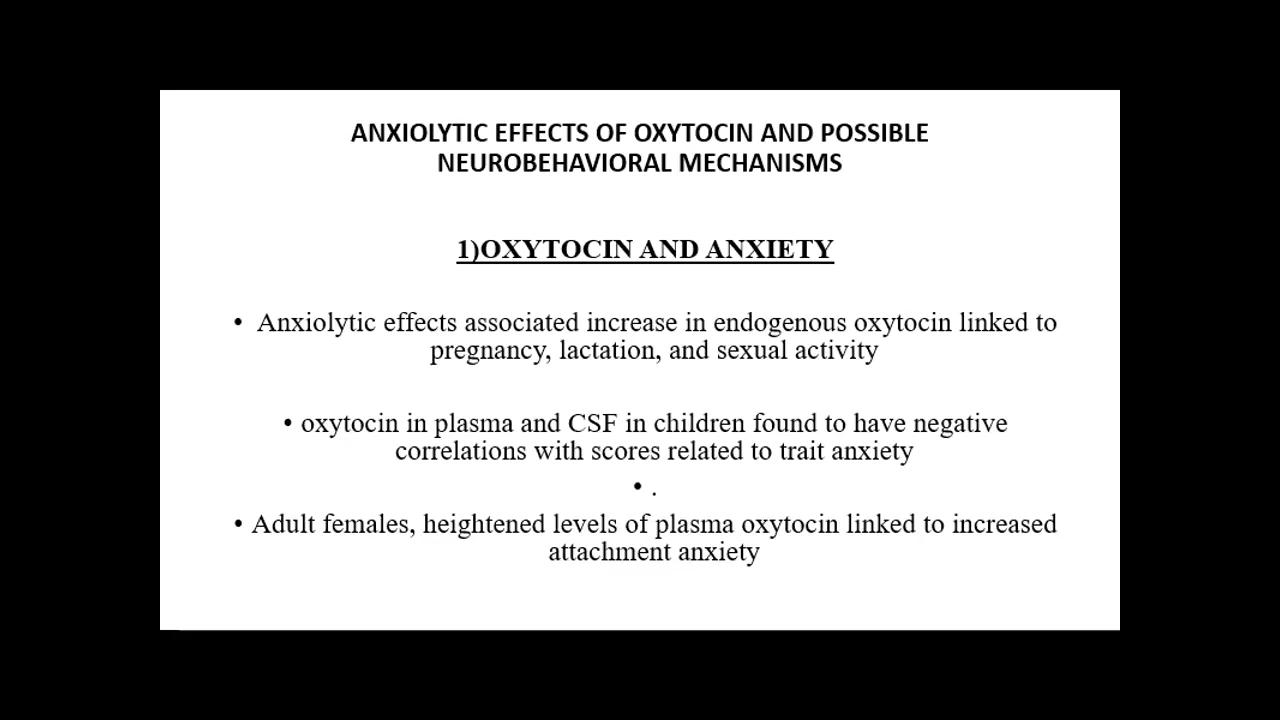 ANXIOLYTIC EFFECTS OF OXYTOCIN AND POSSIBLE
NEUROBEHAVIORAL MECHANISMS
1)OXYTOCIN AND ANXIETY
• Anxiolytic effects associated increase in endogenous oxytocin linked to
pregnancy, lactation, and sexual activity
• oxytocin in plasma and CSF in children found to have negative
correlations with scores related to trait anxiety
• .
• Adult females, heightened levels of plasma oxytocin linked to increased
attachment anxiety